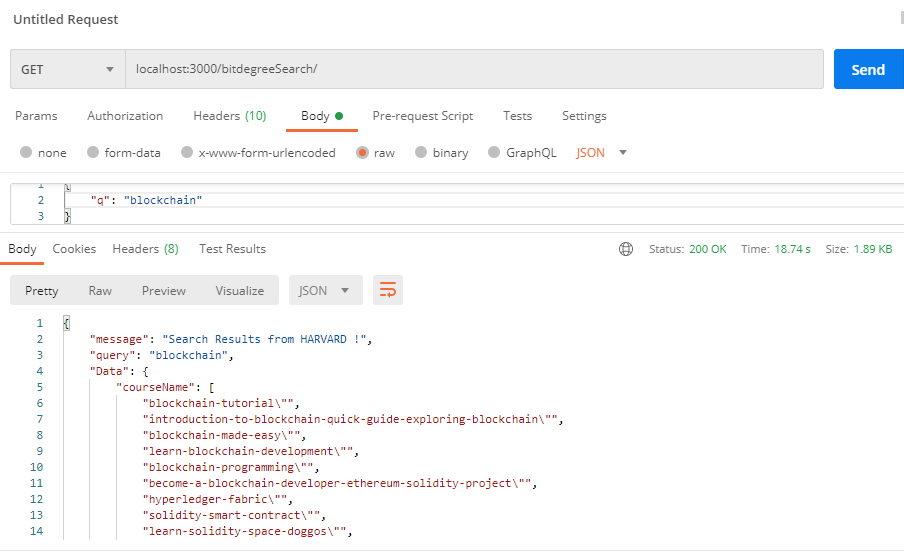 Untitled Request
GET localhost:3000/bitdegreeSearch/ Send
Params Authorization Headers (10) Body Pre-request Script Tests Settings
none form-data x-www-form-urlencoded raw binary GraphQL JSON
1 {
2 "q": "blockchain"
3 }
Body Cookies Headers (8) Test Results Status: 200 OK Time: 18.74 s Size: 1.89 KB
Pretty Raw Preview Visualize JSON
1 {
2 "message": "Search Results from HARVARD !",
3 "query": "blockchain",
4 "Data": {
5 "courseName": [
6 "blockchain-tutorial\"",
7 "introduction-to-blockchain-quick-guide-exploring-blockchain\"",
8 "blockchain-made-easy\"",
9 "learn-blockchain-development\"",
10 "blockchain-programming\"",
11 "become-a-blockchain-developer-ethereum-solidity-project\"",
12 "hyperledger-fabric\"",
13 "solidity-smart-contract\"",
14 "learn-solidity-space-doggos\"",